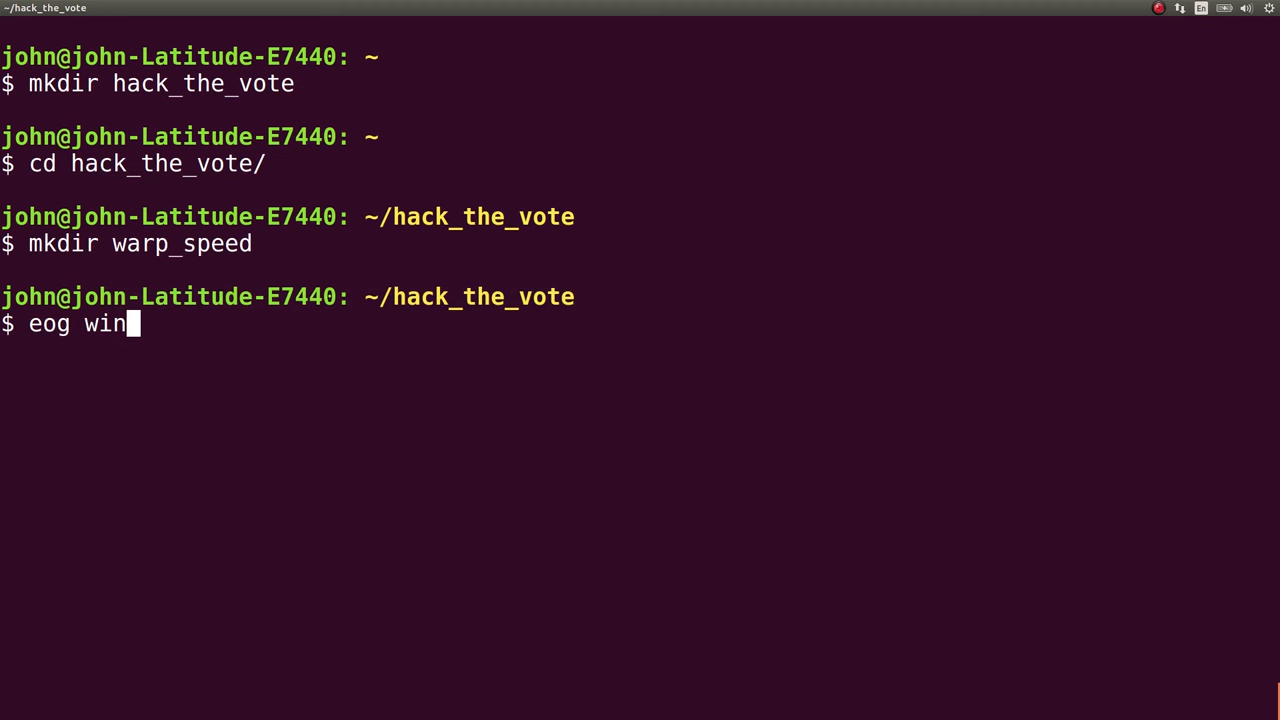 ~/hack_the_vote
En
john@john-Latitude-E7440: ~
$ mkdir hack_the_vote
john@john-Latitude-E7440: ~
$ cd hack_the_vote/
john@john-Latitude-E7440: ~/hack_the_vote
$ mkdir warp_speed
john@john-Latitude-E7440: ~/hack_the_vote
$ eog win